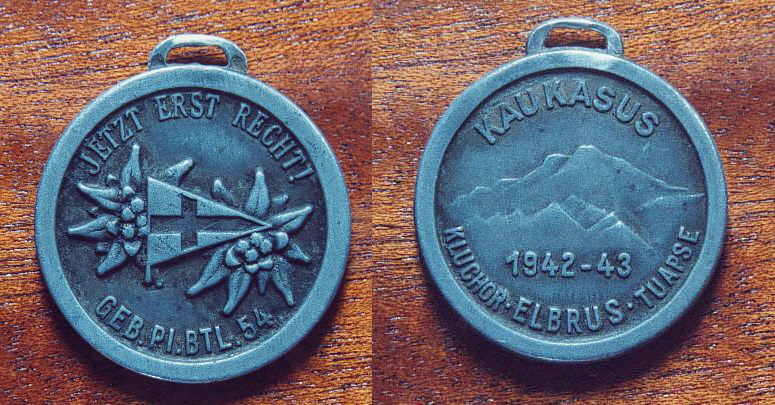 JETZT ERST RECHT!
GEB.PI.BTL.54.
KAUKASUS
1942-43
KLUCHOR·ELBRUS·TUAPSE